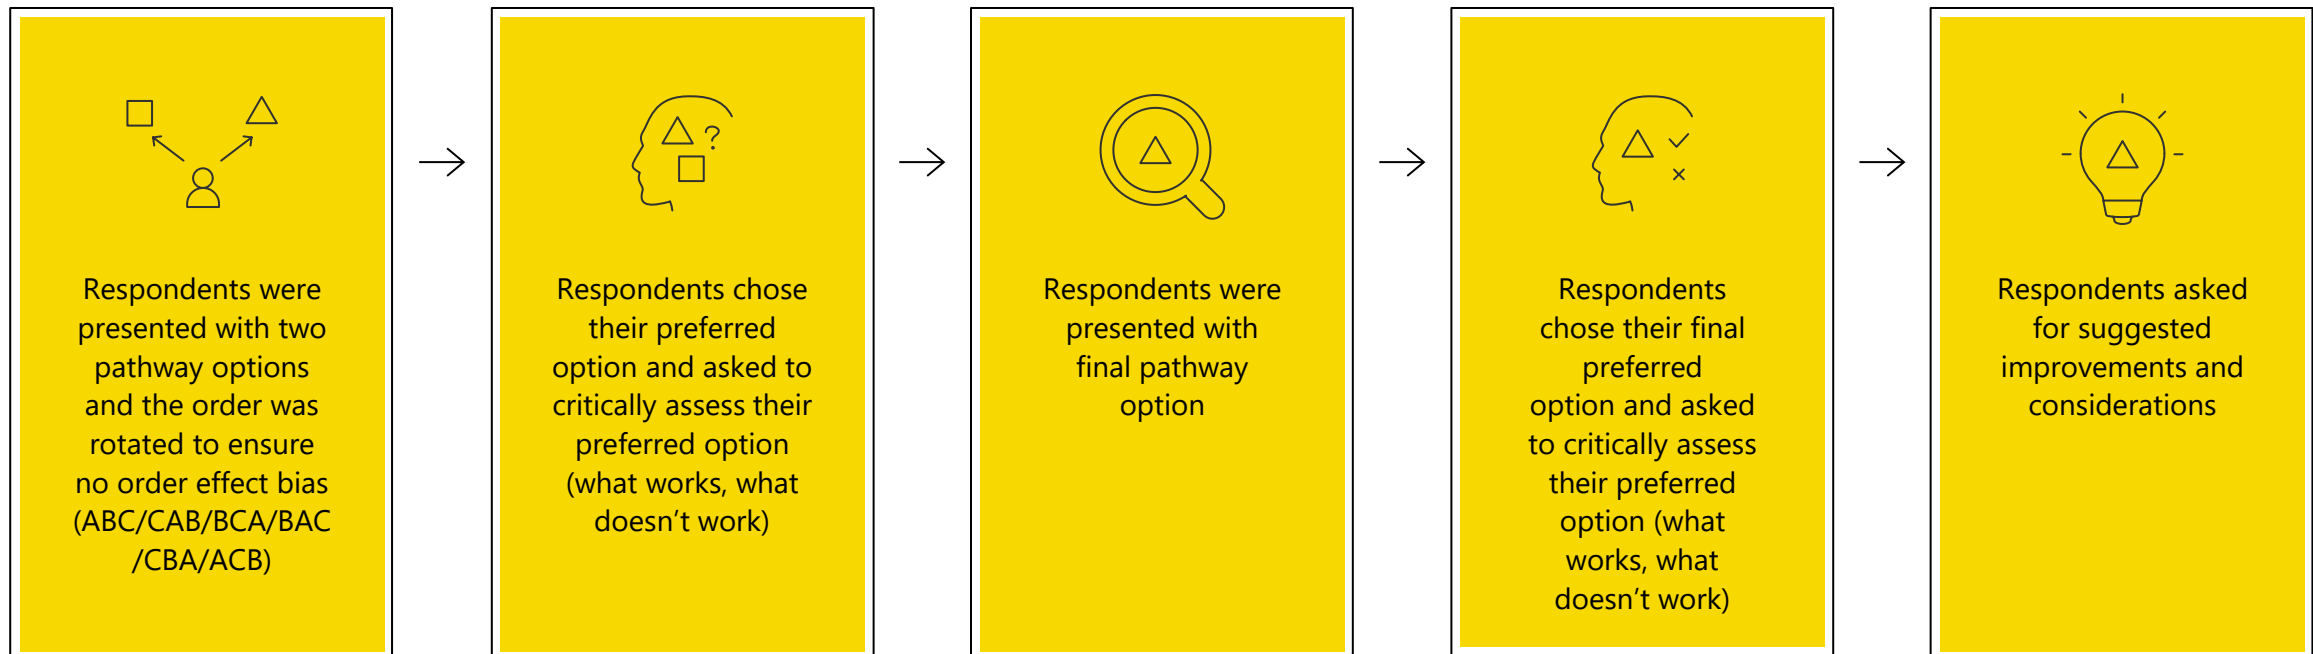 ?
Respondents were
presented with two
pathway options
and the order was
rotated to ensure
no order effect bias
(ABC/CAB/BCA/BAC
/CBA/ACB)
Respondents chose
their preferred
option and asked to
critically assess their
preferred option
(what works, what
doesn’t work)
Respondents were
presented with
final pathway
option
Respondents
chose their final
preferred
option and asked
to critically assess
their preferred
option (what
works, what
doesn’t work)
Respondents asked
for suggested
improvements and
considerations